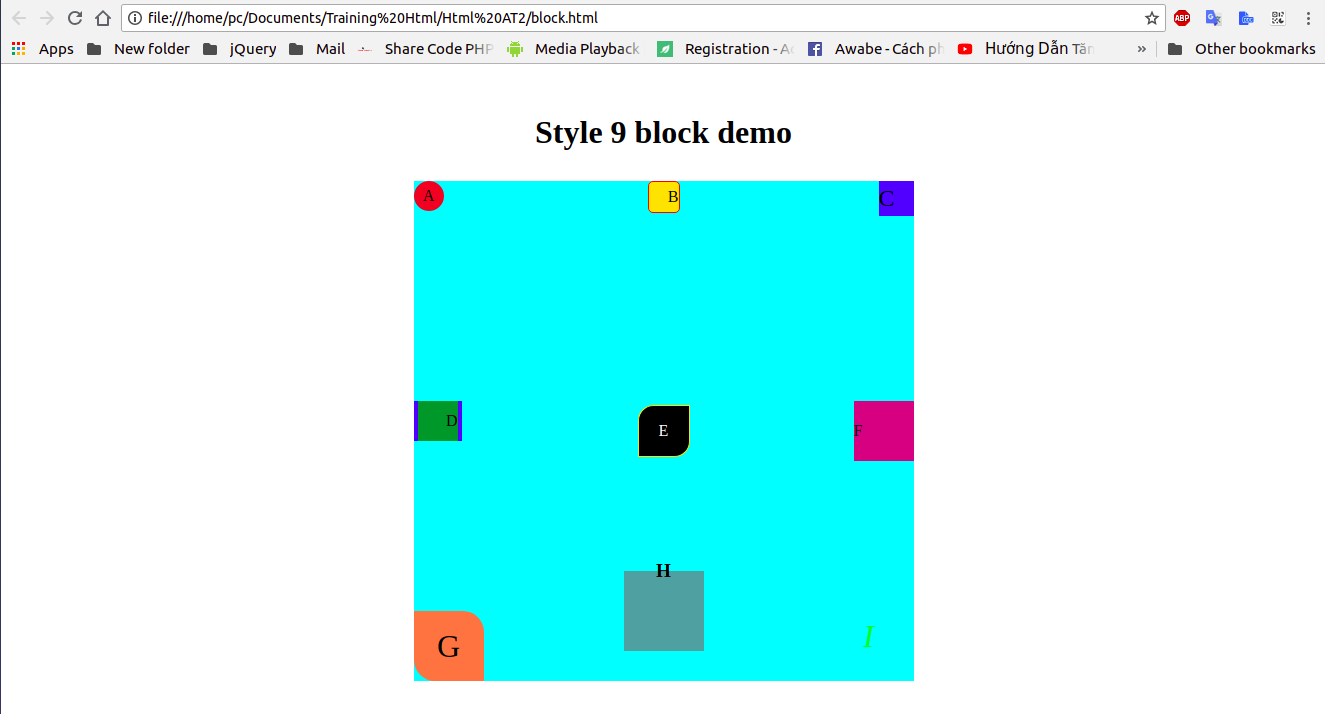 file:///home/pc/Documents/Training%20Html/Html%20AT2/block.html
ABP
Apps New folder jQuery Mail Share Code PHP Media Playback Registration - Ac Awabe - Cách ph Hướng Dẫn Tăn » Other bookmarks
Style 9 block demo
A B C
D E F
H
G I